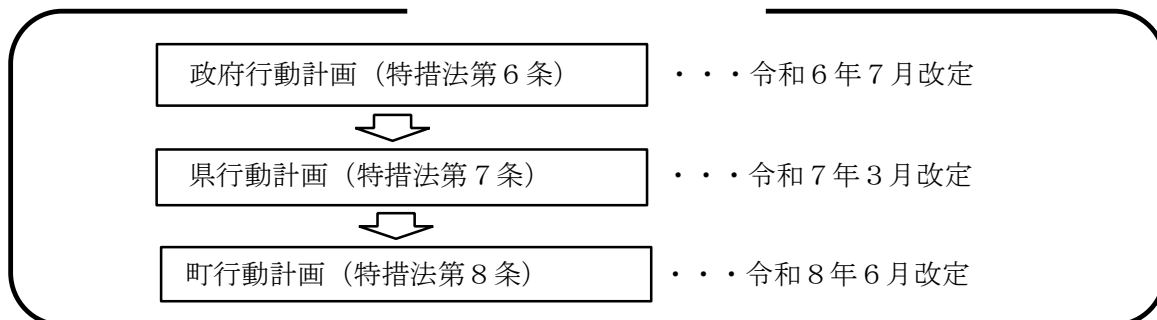 政府行動計画（特措法第６条） ・・・令和６年７月改定
県行動計画（特措法第７条） ・・・令和７年３月改定
町行動計画（特措法第８条） ・・・令和８年６月改定